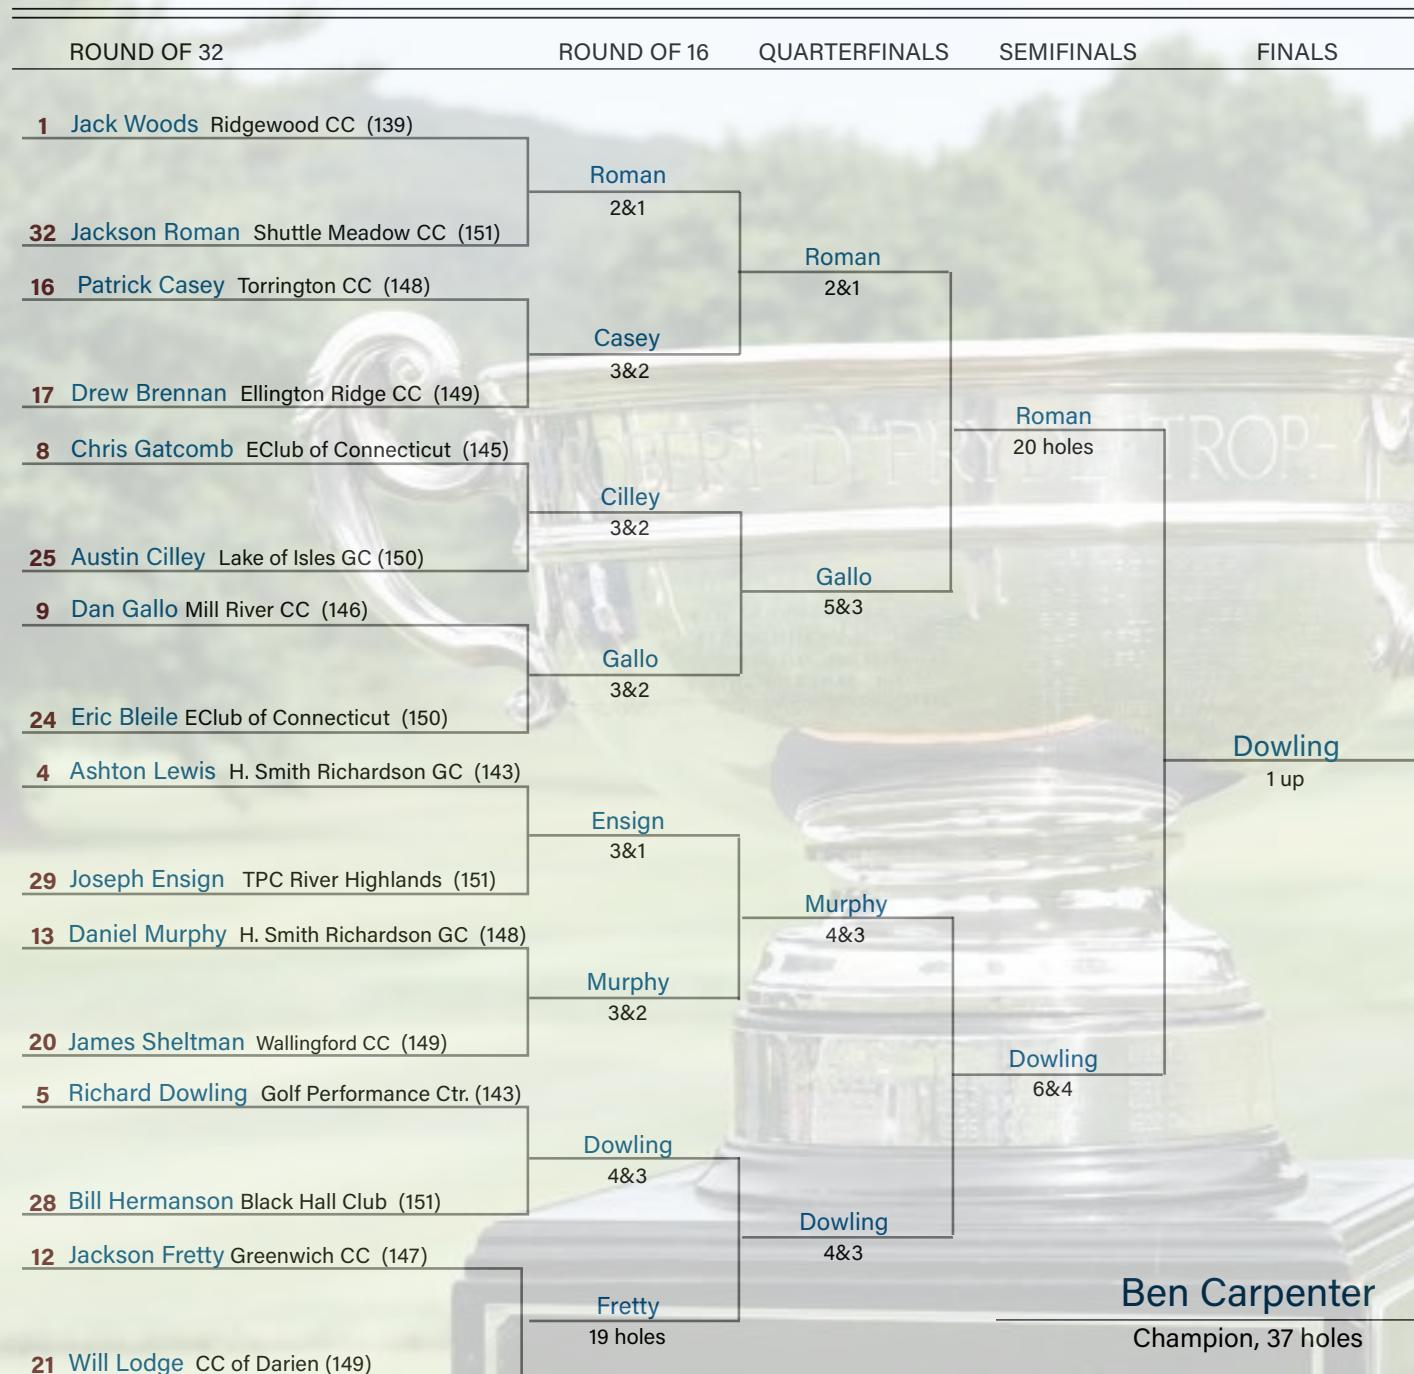 ROUND OF 32 ROUND OF 16 QUARTERFINALS SEMIFINALS FINALS
1 Jack Woods Ridgewood CC (139)
Roman
2&1
32 Jackson Roman Shuttle Meadow CC (151)
Roman
2&1
16 Patrick Casey Torrington CC (148)
Casey
3&2
17 Drew Brennan Ellington Ridge CC (149)
Roman
20 holes
8 Chris Gatcomb EClub of Connecticut (145)
Cilley
3&2
25 Austin Cilley Lake of Isles GC (150)
Gallo
5&3
9 Dan Gallo Mill River CC (146)
Gallo
3&2
24 Eric Bleile EClub of Connecticut (150)
Dowling
1 up
4 Ashton Lewis H. Smith Richardson GC (143)
Ensign
3&1
29 Joseph Ensign TPC River Highlands (151)
Murphy
4&3
13 Daniel Murphy H. Smith Richardson GC (148)
Murphy
3&2
20 James Sheltman Wallingford CC (149)
Dowling
6&4
5 Richard Dowling Golf Performance Ctr. (143)
Dowling
4&3
28 Bill Hermanson Black Hall Club (151)
Dowling
4&3
12 Jackson Fretty Greenwich CC (147)
Fretty
19 holes
21 Will Lodge CC of Darien (149)
Ben Carpenter
Champion, 37 holes